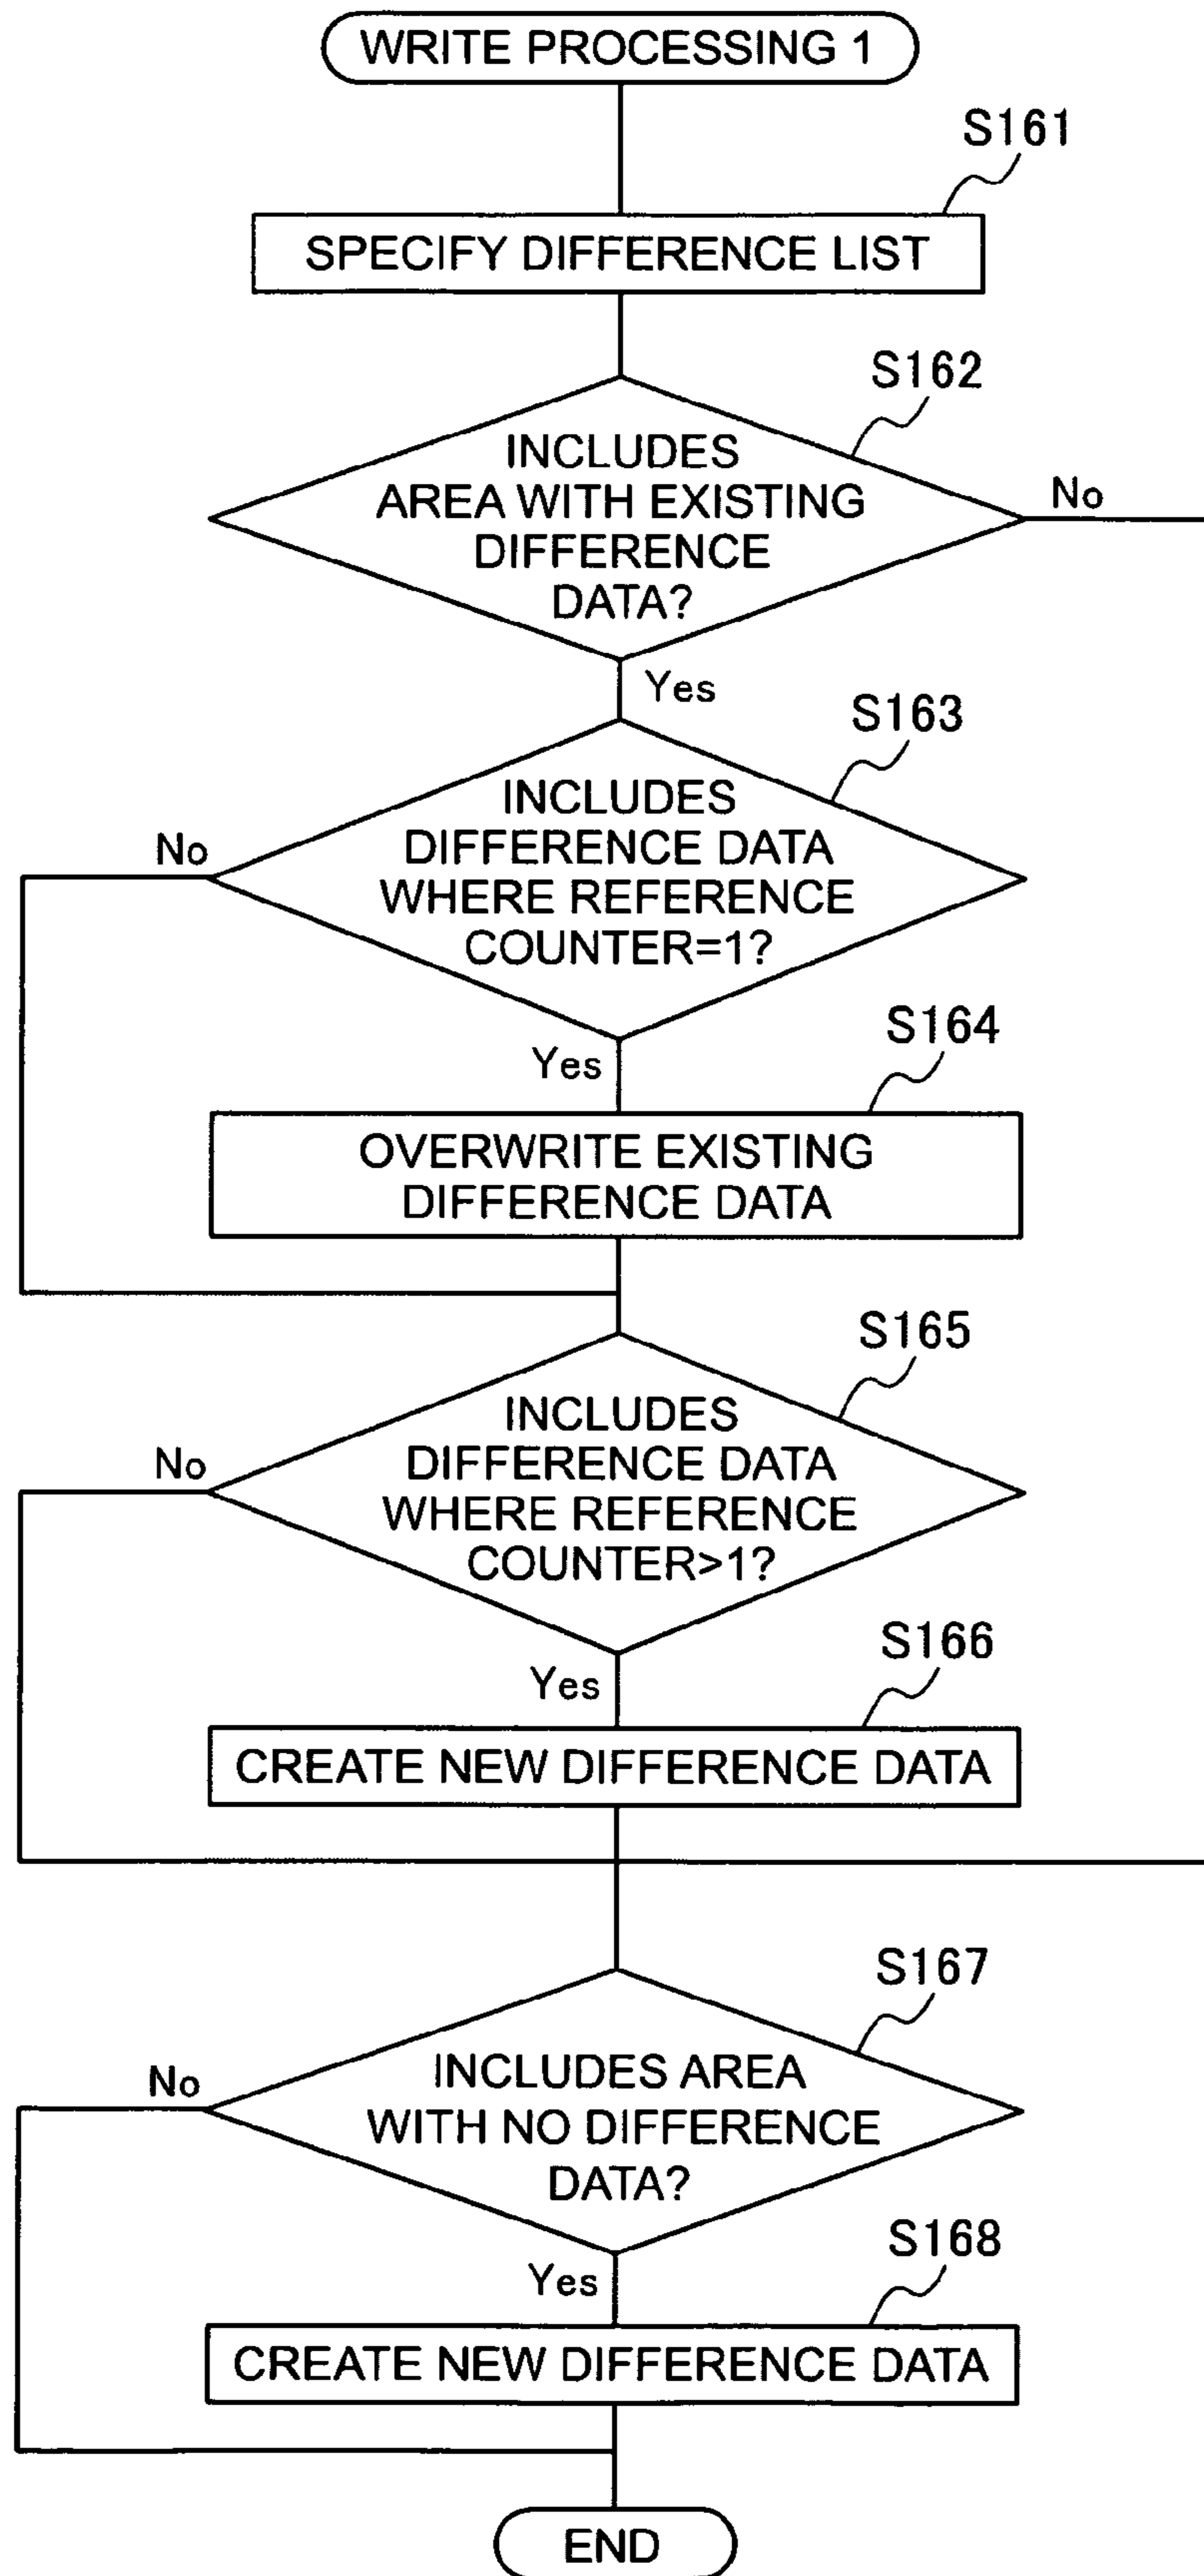 WRITE PROCESSING 1
S161
SPECIFY DIFFERENCE LIST
S162
INCLUDES
AREA WITH EXISTING
DIFFERENCE
DATA?
No
Yes
S163
INCLUDES
DIFFERENCE DATA
WHERE REFERENCE
COUNTER=1?
No
Yes
S164
OVERWRITE EXISTING
DIFFERENCE DATA
S165
INCLUDES
DIFFERENCE DATA
WHERE REFERENCE
COUNTER>1?
No
Yes
S166
CREATE NEW DIFFERENCE DATA
S167
INCLUDES AREA
WITH NO DIFFERENCE
DATA?
No
Yes
S168
CREATE NEW DIFFERENCE DATA
END